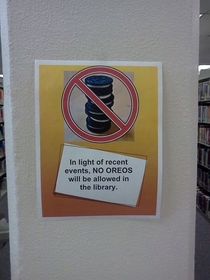 In light of recent
events, NO OREOS
will be allowed in
the library.